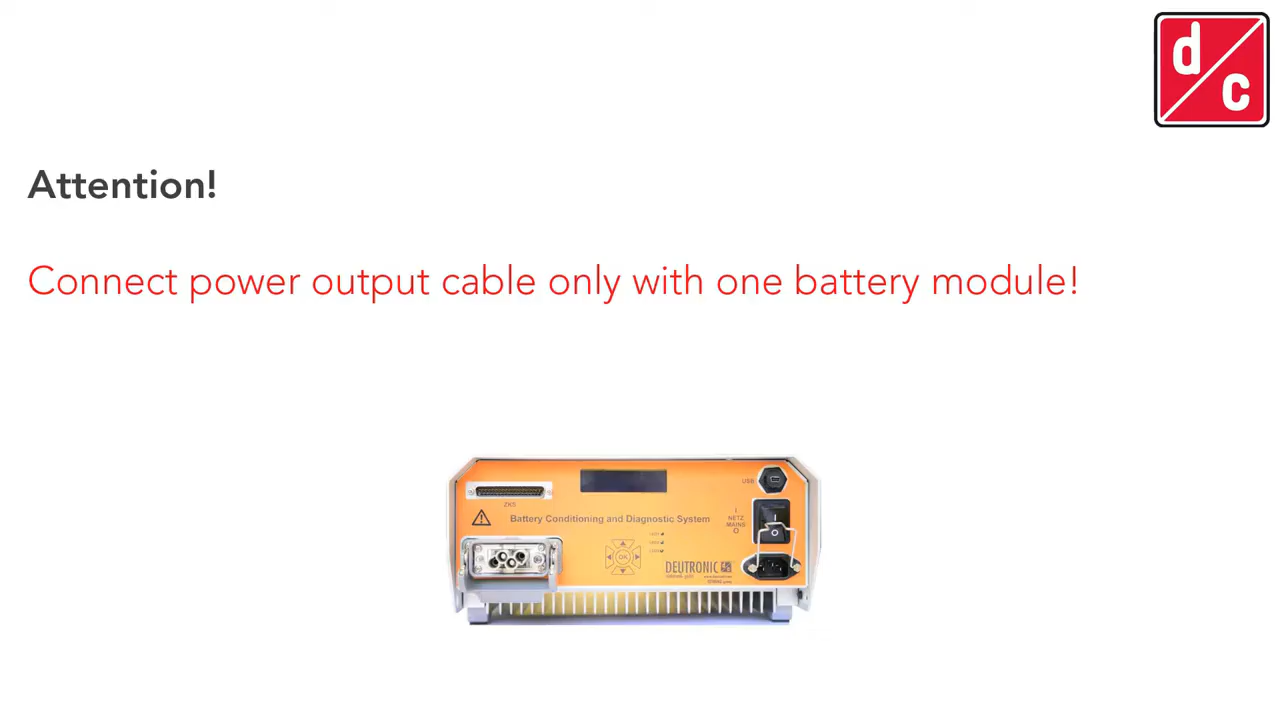 d
c
Attention!
Connect power output cable only with one battery module!
USB
ZKS
Battery Conditioning and Diagnostic System
I
NETZ
MAINS
O
I
O
OK
DEUTRONIC